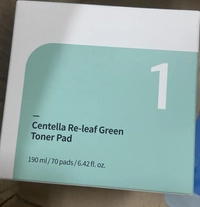 1
Centella Re-leaf Green
Toner Pad
190 ml / 70 pads / 6.42 fl. oz.